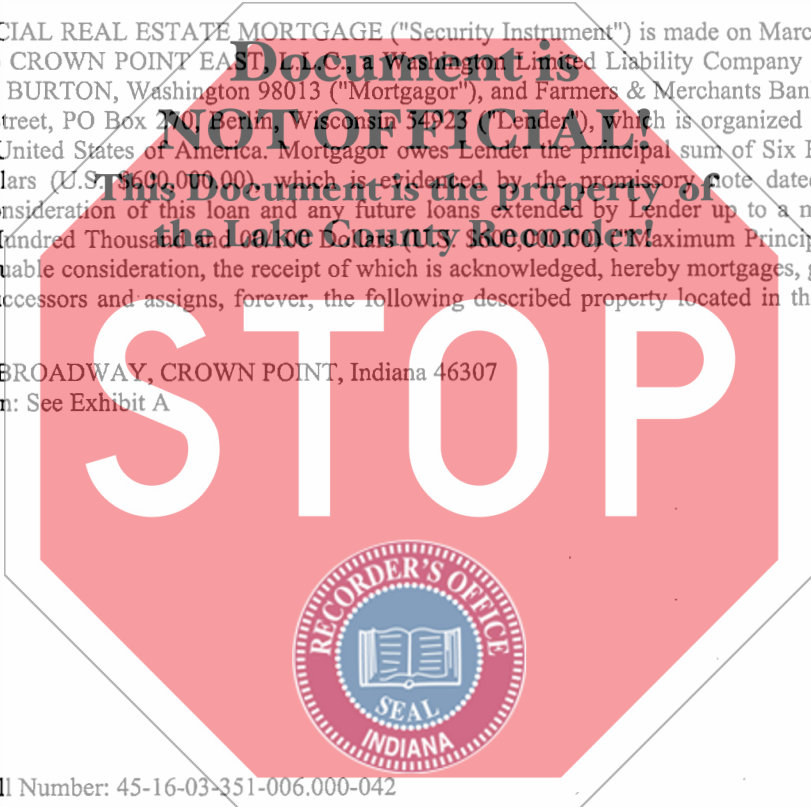 CIAL REAL ESTATE MORTGAGE ("Security Instrument") is made on Marc
CROWN POINT EAST, L.L.C., a Washington Limited Liability Company
BURTON, Washington 98013 ("Mortgagor"), and Farmers & Merchants Ban
treet, PO Box 270, Berlin, Wisconsin 54923 ("Lender"), which is organized
United States of America. Mortgagor owes Lender the principal sum of Six
lars (U.S. $600,000.00), which is evidenced by the promissory note date
nsideration of this loan and any future loans extended by Lender up to a
undred Thousand and 00/100 Dollars (U.S. $600,000.00) ("Maximum Princip
uable consideration, the receipt of which is acknowledged, hereby mortgages,
ccessors and assigns, forever, the following described property located in th
BROADWAY, CROWN POINT, Indiana 46307
n: See Exhibit A
Document is
NOT OFFICIAL!
This Document is the property of
the Lake County Recorder!
STOP
RECORDER'S OFFICE
SEAL
INDIANA
l Number: 45-16-03-351-006.000-042